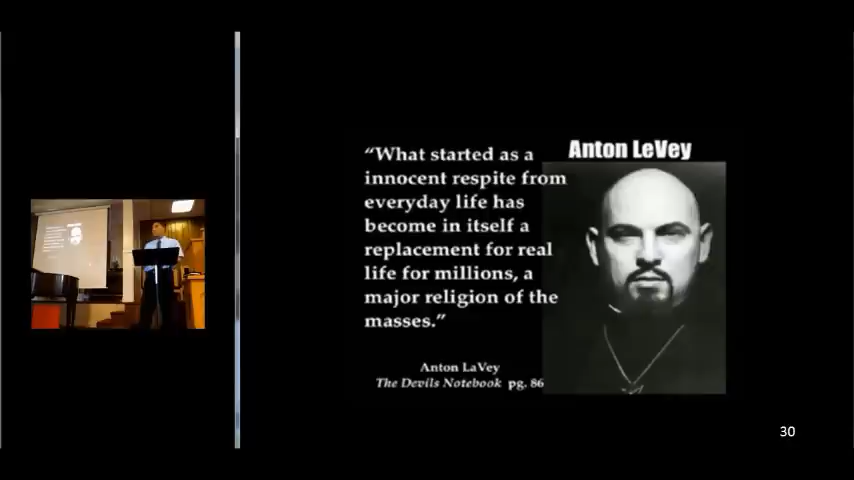 Anton LeVey
“What started as a
innocent respite from
everyday life has
become in itself a
replacement for real
life for millions, a
major religion of the
masses.”
Anton LaVey
The Devils Notebook pg. 86
30